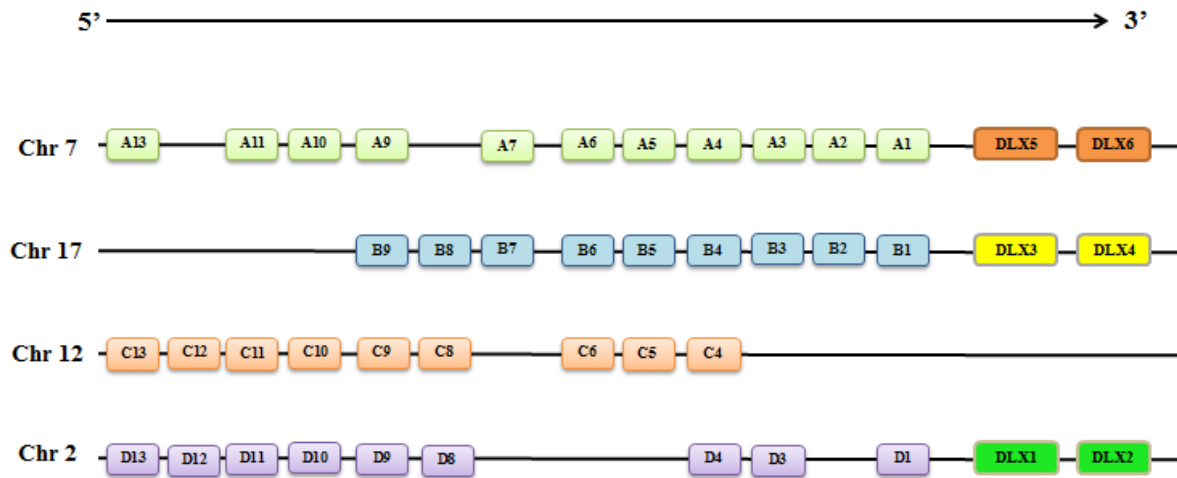 5’ 3’
Chr 7 A13 A11 A10 A9 A7 A6 A5 A4 A3 A2 A1 DLX5 DLX6
Chr 17 B9 B8 B7 B6 B5 B4 B3 B2 B1 DLX3 DLX4
Chr 12 C13 C12 C11 C10 C9 C8 C6 C5 C4
Chr 2 D13 D12 D11 D10 D9 D8 D4 D3 D1 DLX1 DLX2